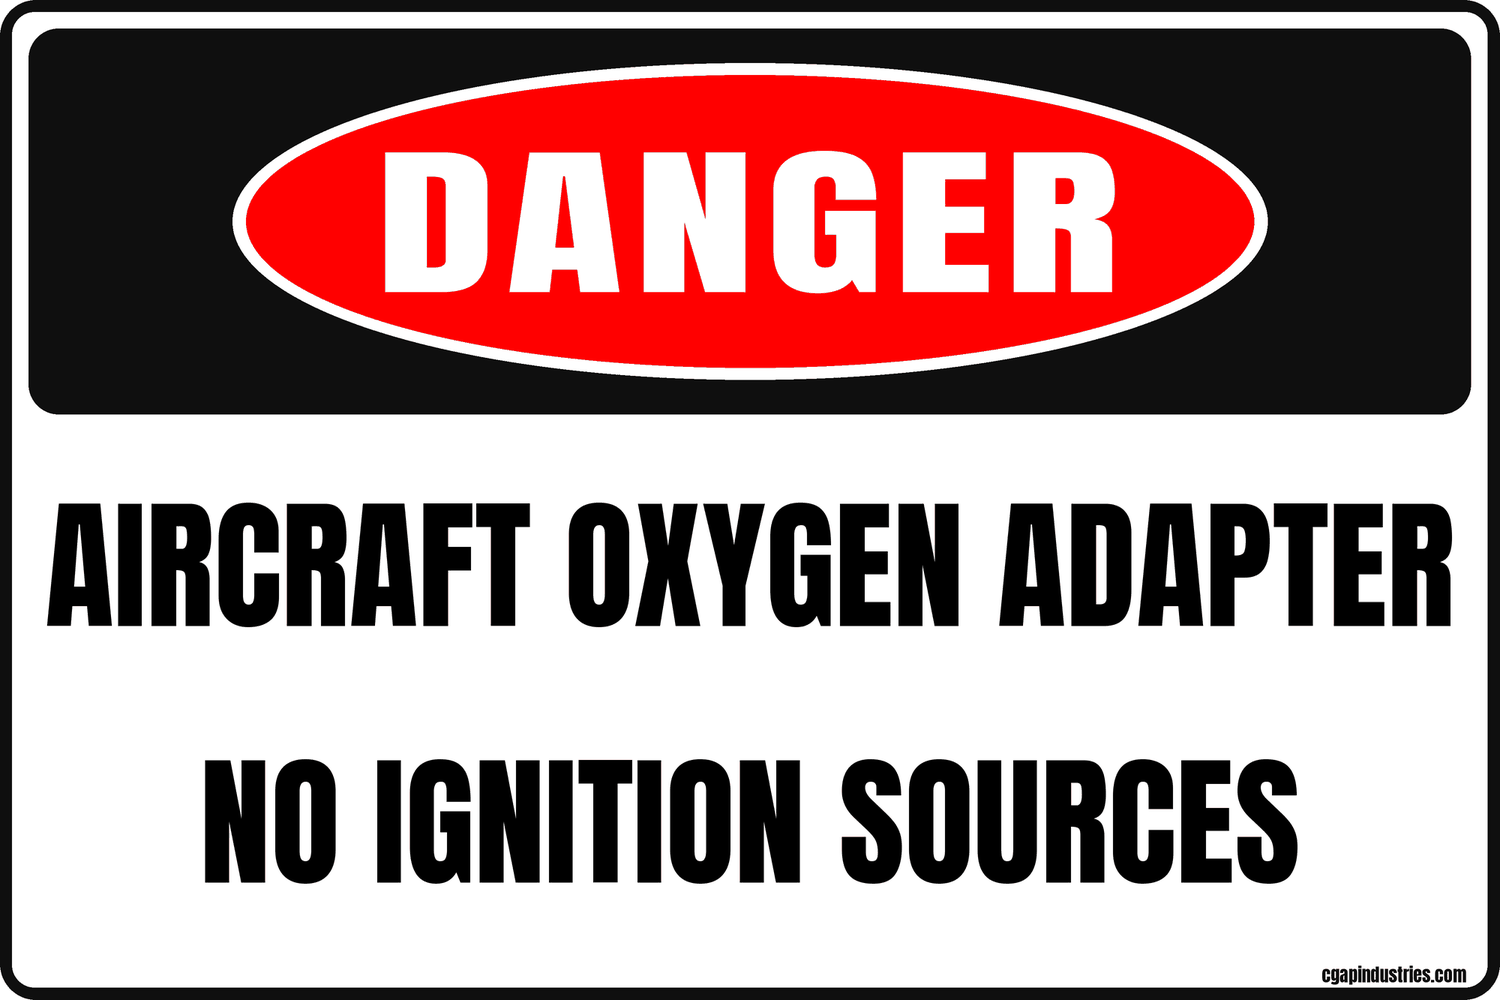 DANGER
AIRCRAFT OXYGEN ADAPTER
NO IGNITION SOURCES
cgapindustries.com